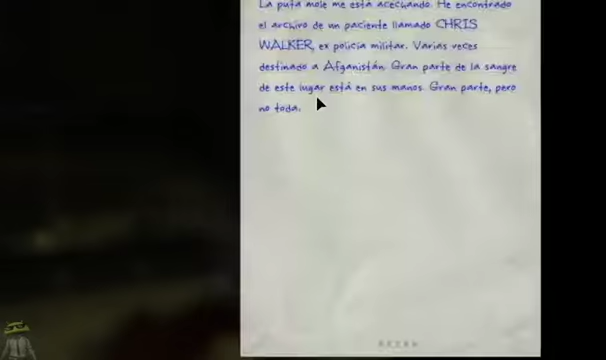 La puta mole me está acechando. He encontrado
el archivo de un paciente llamado CHRIS
WALKER, ex policía militar. Varias veces
destinado a Afganistán. Gran parte de la sangre
de este lugar está en sus manos. Gran parte, pero
no toda.